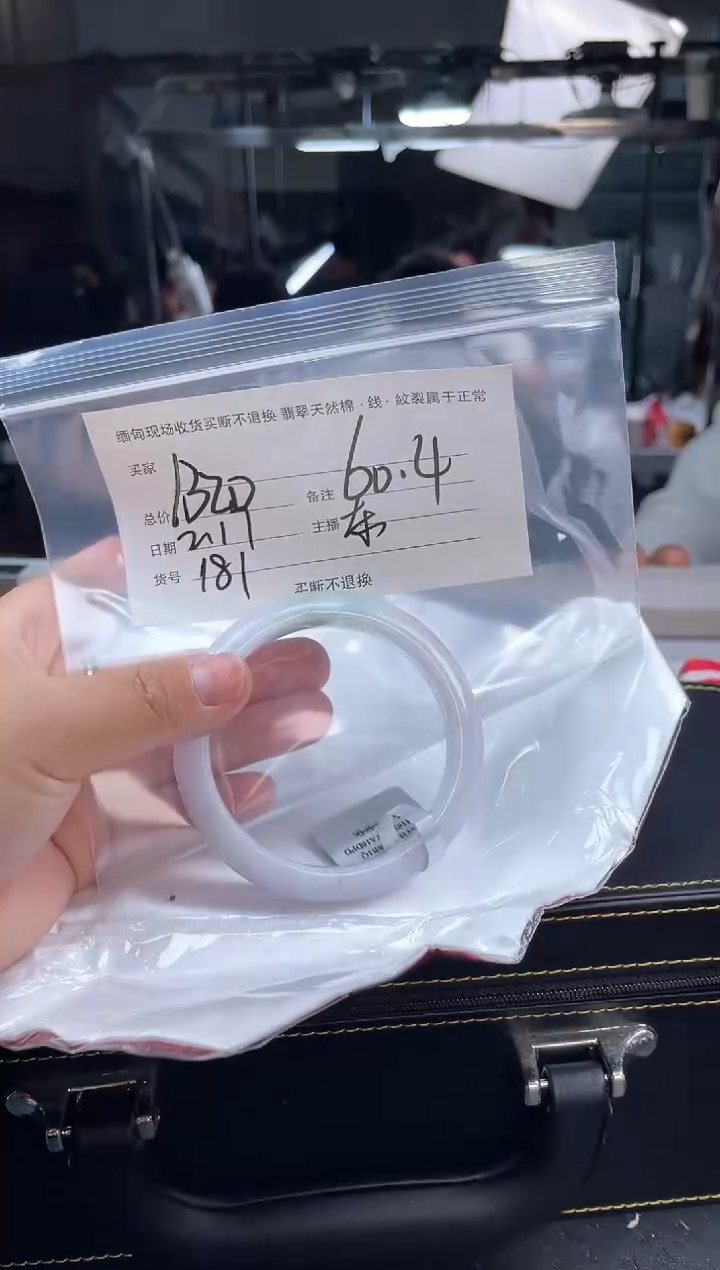 缅甸现场收货买断不退换 翡翠天然棉·线·紋裂属于正常
买家
总价 备注 60.4
日期 2.17 主播 东
货号 181
买断不退换